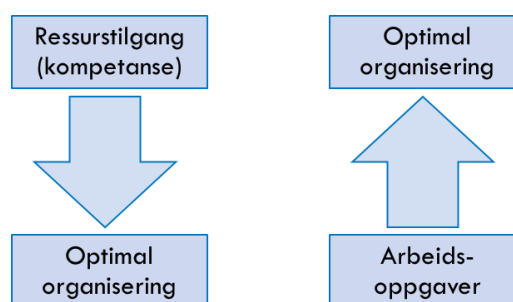 Ressurstilgang
(kompetanse)
Optimal
organisering
Optimal
organisering
Arbeids-
oppgaver